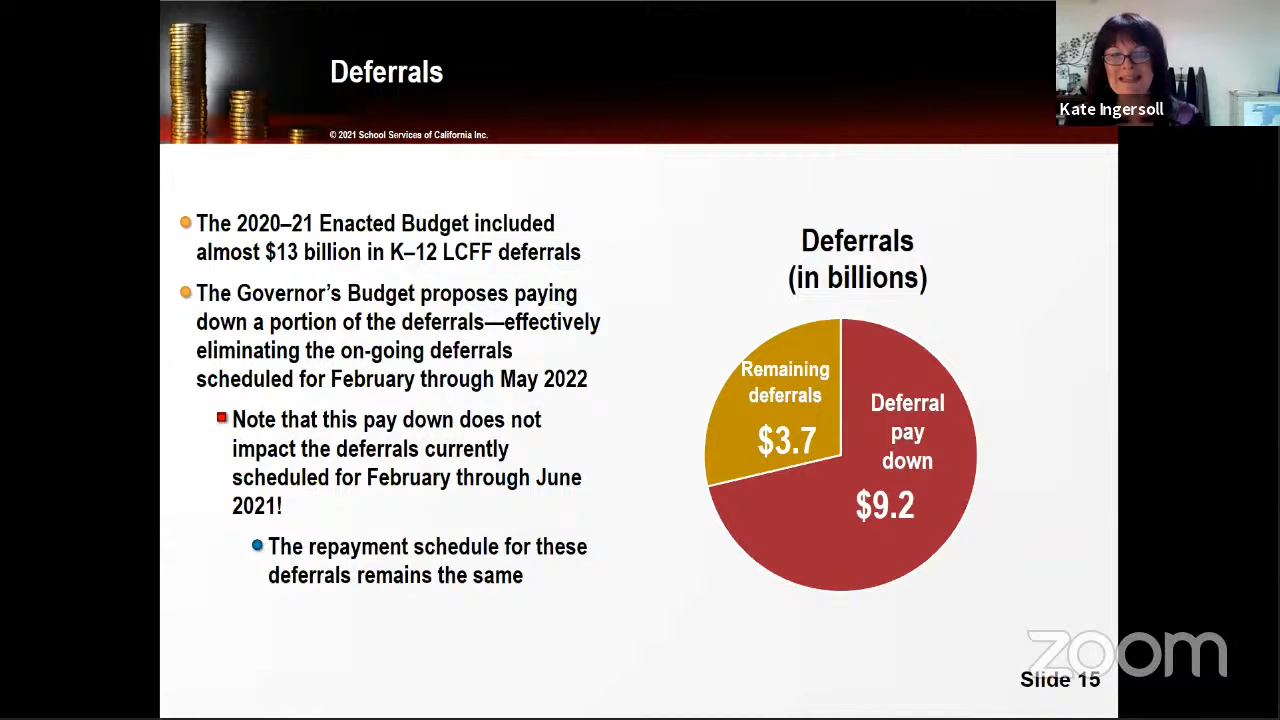 Deferrals
© 2021 School Services of California Inc.
Kate Ingersoll
The 2020–21 Enacted Budget included
almost $13 billion in K–12 LCFF deferrals
The Governor’s Budget proposes paying
down a portion of the deferrals—effectively
eliminating the on-going deferrals
scheduled for February through May 2022
Note that this pay down does not
impact the deferrals currently
scheduled for February through June
2021!
The repayment schedule for these
deferrals remains the same
Deferrals
(in billions)
Remaining
deferrals
$3.7
Deferral
pay
down
$9.2
zoom
Slide 15